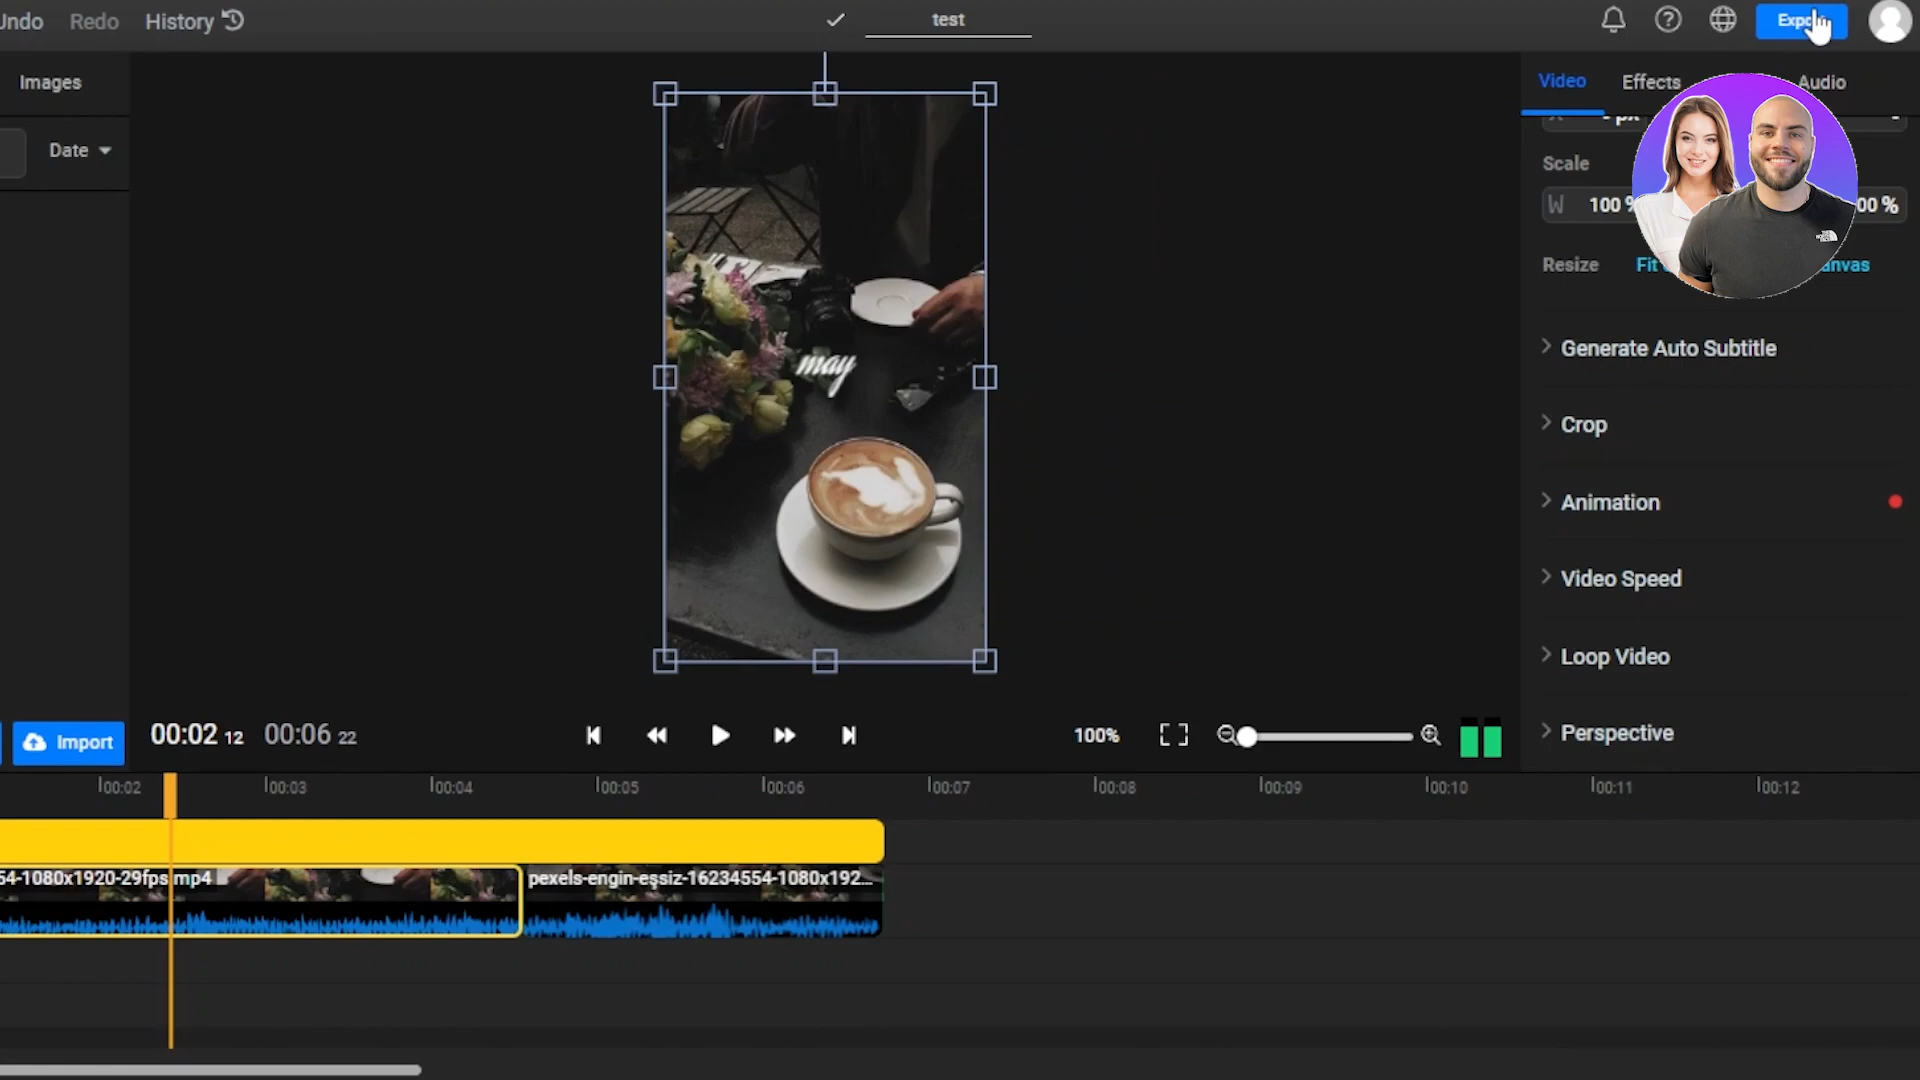 Undo Redo History
test
Export
Images
Video Effects Audio
Date
px
Scale
W 100 %
00 %
Resize Fit
anvas
Generate Auto Subtitle
may
Crop
Animation
Video Speed
Loop Video
Perspective
Import
00:02 12 00:06 22
100%
00:02 00:03 00:04 00:05 00:06 00:07 00:08 00:09 00:10 00:11 00:12
54-1080x1920-29fps.mp4
pexels-engin-eşsiz-16234554-1080x192...